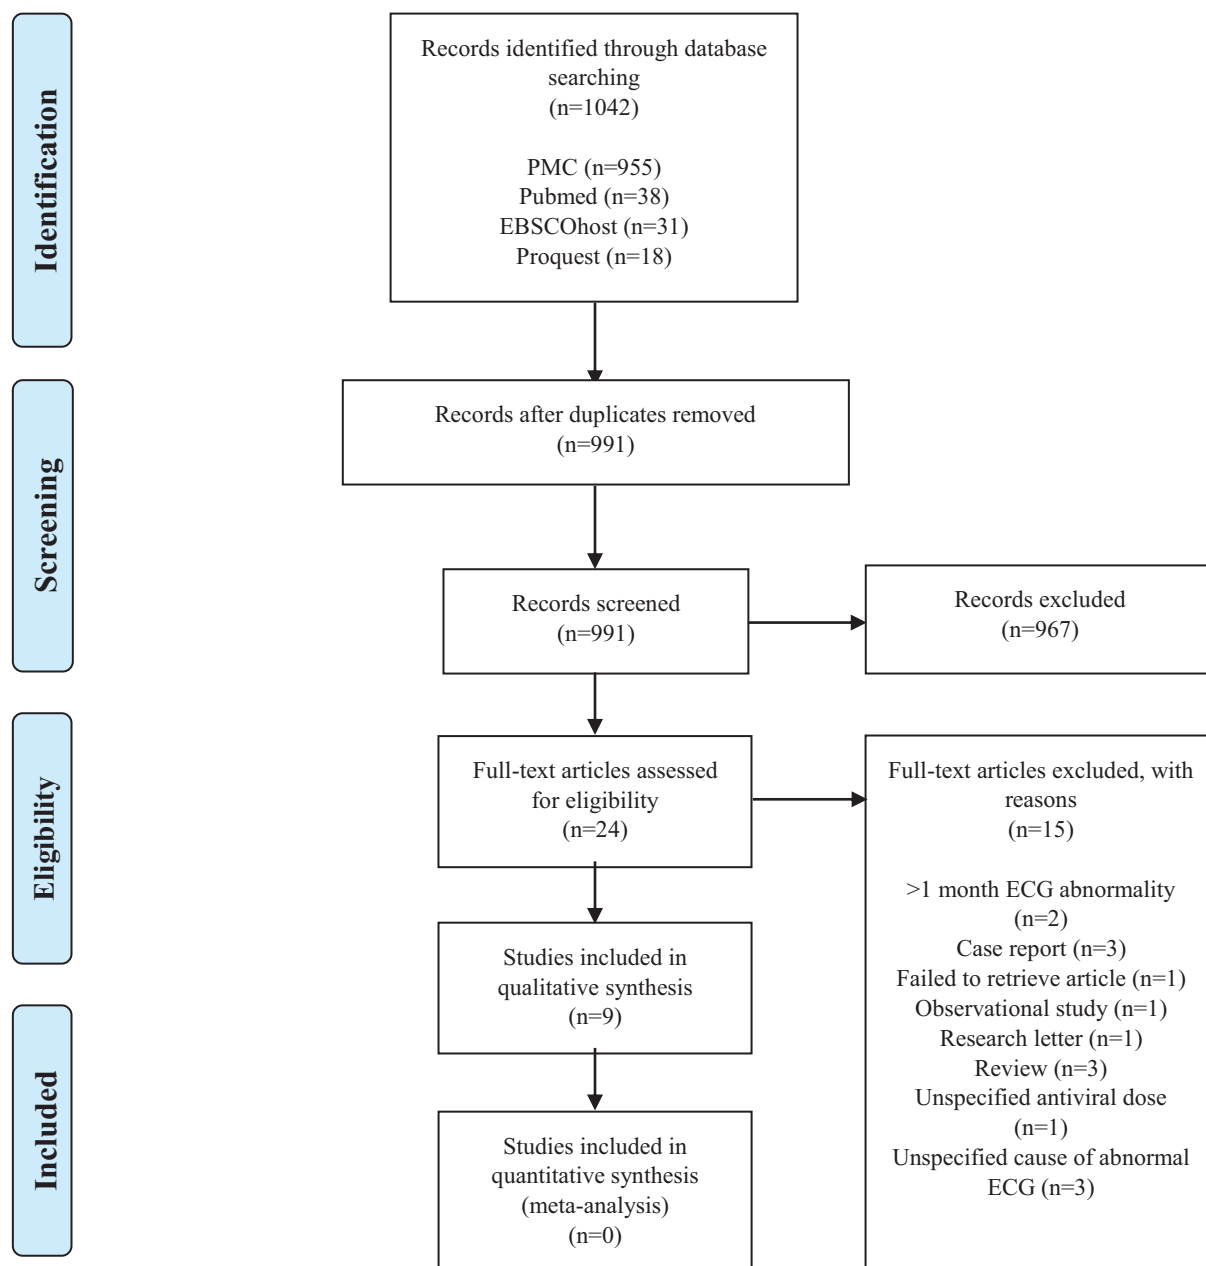 Identification
Records identified through database
searching
(n=1042)
PMC (n=955)
Pubmed (n=38)
EBSCOhost (n=31)
Proquest (n=18)
Screening
Records after duplicates removed
(n=991)
Records screened
(n=991)
Records excluded
(n=967)
Eligibility
Full-text articles assessed
for eligibility
(n=24)
Full-text articles excluded, with
reasons
(n=15)
>1 month ECG abnormality
(n=2)
Case report (n=3)
Failed to retrieve article (n=1)
Observational study (n=1)
Research letter (n=1)
Review (n=3)
Unspecified antiviral dose
(n=1)
Unspecified cause of abnormal
ECG (n=3)
Studies included in
qualitative synthesis
(n=9)
Included
Studies included in
quantitative synthesis
(meta-analysis)
(n=0)